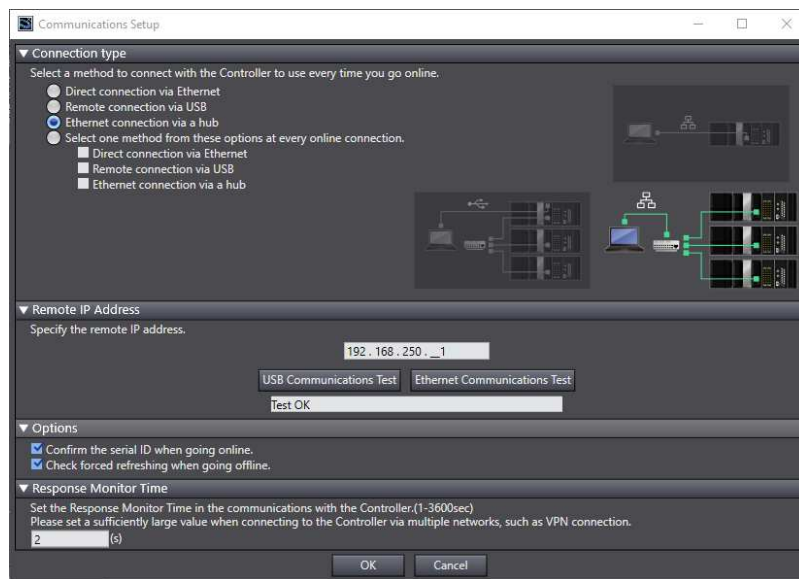 Communications Setup
▼ Connection type
Select a method to connect with the Controller to use every time you go online.
Direct connection via Ethernet
Remote connection via USB
Ethernet connection via a hub
Select one method from these options at every online connection.
Direct connection via Ethernet
Remote connection via USB
Ethernet connection via a hub
▼ Remote IP Address
Specify the remote IP address.
192 . 168 . 250 . __1
USB Communications Test Ethernet Communications Test
Test OK
▼ Options
Confirm the serial ID when going online.
Check forced refreshing when going offline.
▼ Response Monitor Time
Set the Response Monitor Time in the communications with the Controller.(1-3600sec)
Please set a sufficiently large value when connecting to the Controller via multiple networks, such as VPN connection.
2 (s)
OK Cancel